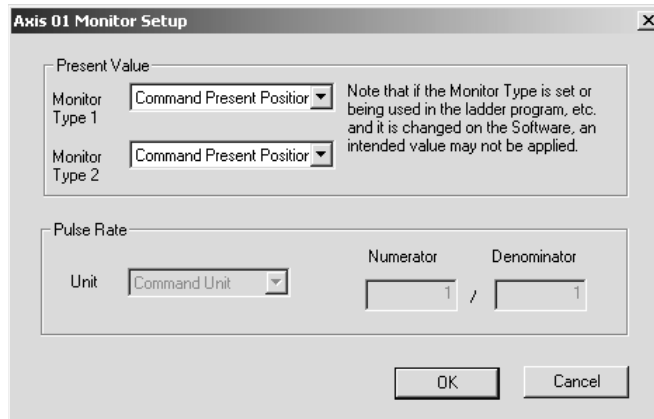 Axis 01 Monitor Setup
Present Value
Monitor
Type 1
Command Present Position
Monitor
Type 2
Command Present Position
Note that if the Monitor Type is set or
being used in the ladder program, etc.
and it is changed on the Software, an
intended value may not be applied.
Pulse Rate
Unit
Command Unit
Numerator
Denominator
1 / 1
OK
Cancel